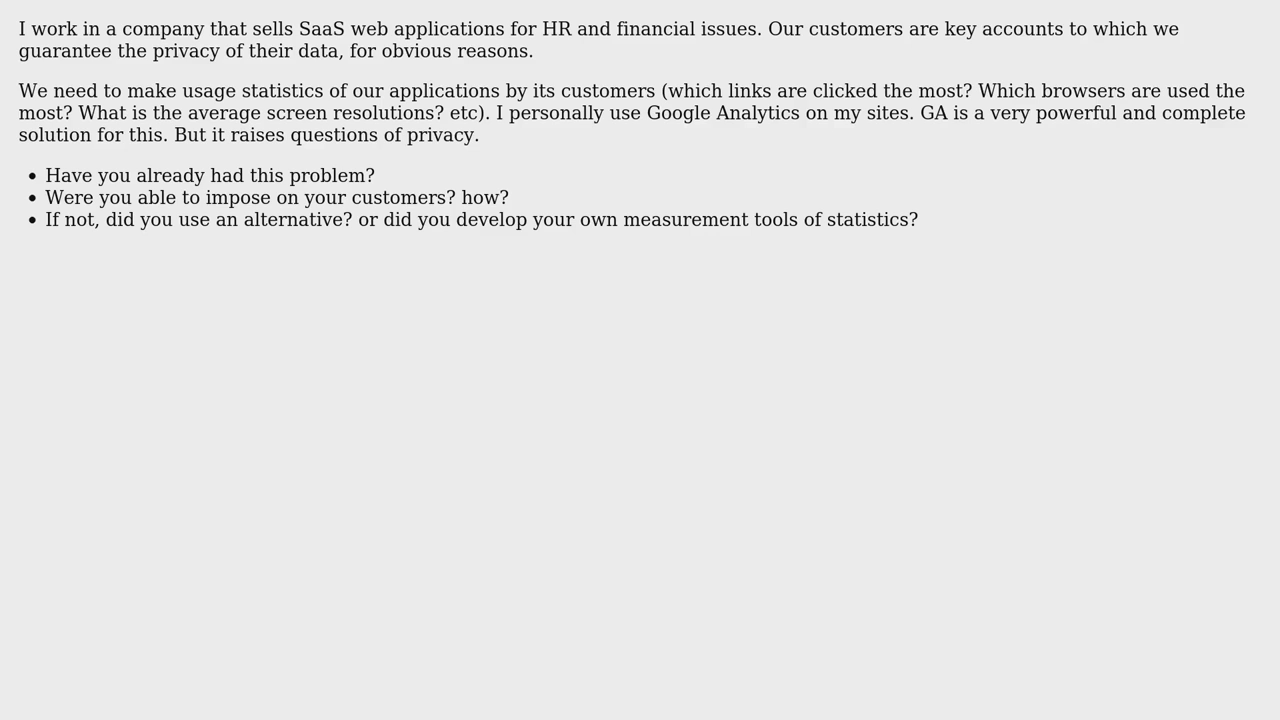 I work in a company that sells SaaS web applications for HR and financial issues. Our customers are key accounts to which we
guarantee the privacy of their data, for obvious reasons.
We need to make usage statistics of our applications by its customers (which links are clicked the most? Which browsers are used the
most? What is the average screen resolutions? etc). I personally use Google Analytics on my sites. GA is a very powerful and complete
solution for this. But it raises questions of privacy.
• Have you already had this problem?
• Were you able to impose on your customers? how?
• If not, did you use an alternative? or did you develop your own measurement tools of statistics?